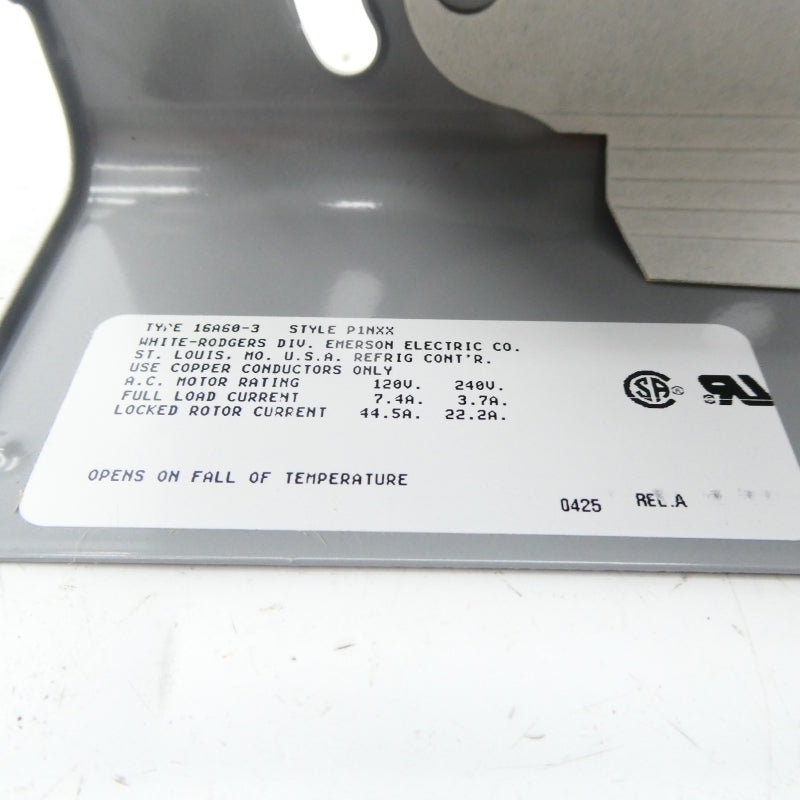 TYPE 16A60-3 STYLE P1NXX
WHITE-RODGERS DIV. EMERSON ELECTRIC CO.
ST. LOUIS, MO. U.S.A. REFRIG CONT'R.
USE COPPER CONDUCTORS ONLY
A.C. MOTOR RATING 120V. 240V.
FULL LOAD CURRENT 7.4A. 3.7A.
LOCKED ROTOR CURRENT 44.5A. 22.2A.
SA ®
OPENS ON FALL OF TEMPERATURE
0425 REL.A